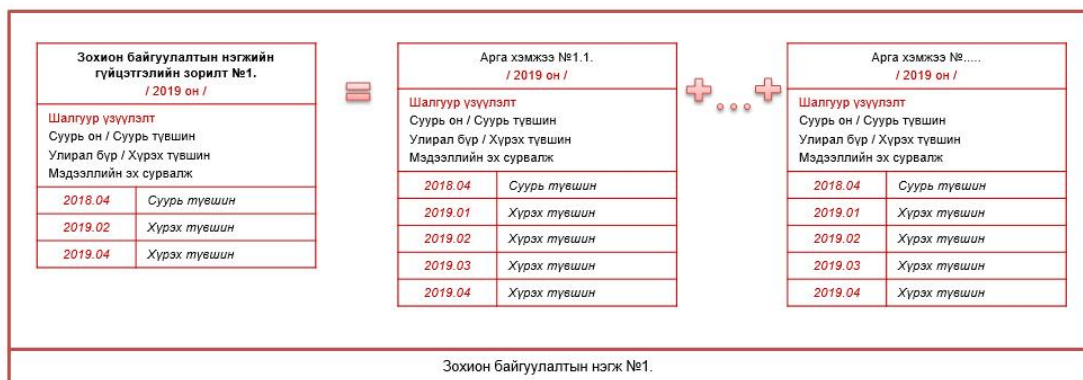 Зохион байгуулалтын нэгжийн
гүйцэтгэлийн зорилт №1.
/ 2019 он /
Шалгуур үзүүлэлт
Суурь он / Суурь түвшин
Улирал бүр / Хүрэх түвшин
Мэдээллийн эх сурвалж
2018.04 Суурь түвшин
2019.02 Хүрэх түвшин
2019.04 Хүрэх түвшин
=
Арга хэмжээ №1.1.
/ 2019 он /
Шалгуур үзүүлэлт
Суурь он / Суурь түвшин
Улирал бүр / Хүрэх түвшин
Мэдээллийн эх сурвалж
2018.04 Суурь түвшин
2019.01 Хүрэх түвшин
2019.02 Хүрэх түвшин
2019.03 Хүрэх түвшин
2019.04 Хүрэх түвшин
+...+
Арга хэмжээ №.....
/ 2019 он /
Шалгуур үзүүлэлт
Суурь он / Суурь түвшин
Улирал бүр / Хүрэх түвшин
Мэдээллийн эх сурвалж
2018.04 Суурь түвшин
2019.01 Хүрэх түвшин
2019.02 Хүрэх түвшин
2019.03 Хүрэх түвшин
2019.04 Хүрэх түвшин
Зохион байгуулалтын нэгж №1.